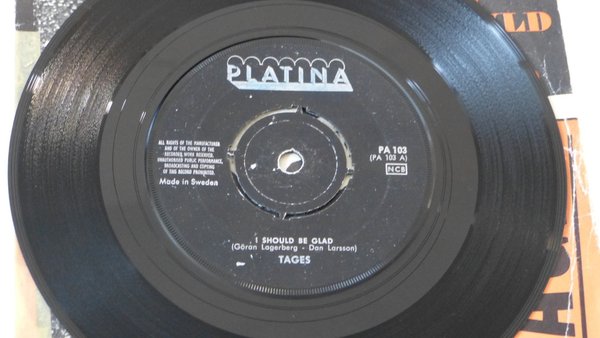 PLATINA
ALL RIGHTS OF THE MANUFACTURER
AND OF THE OWNER OF THE
RECORDED WORK RESERVED.
UNAUTHORISED PUBLIC PERFORMANCE,
BROADCASTING AND COPYING
OF THIS RECORD PROHIBITED.
Made in Sweden
PA 103
(PA 103 A)
NCB
I SHOULD BE GLAD
(Göran Lagerberg - Dan Larsson)
TAGES